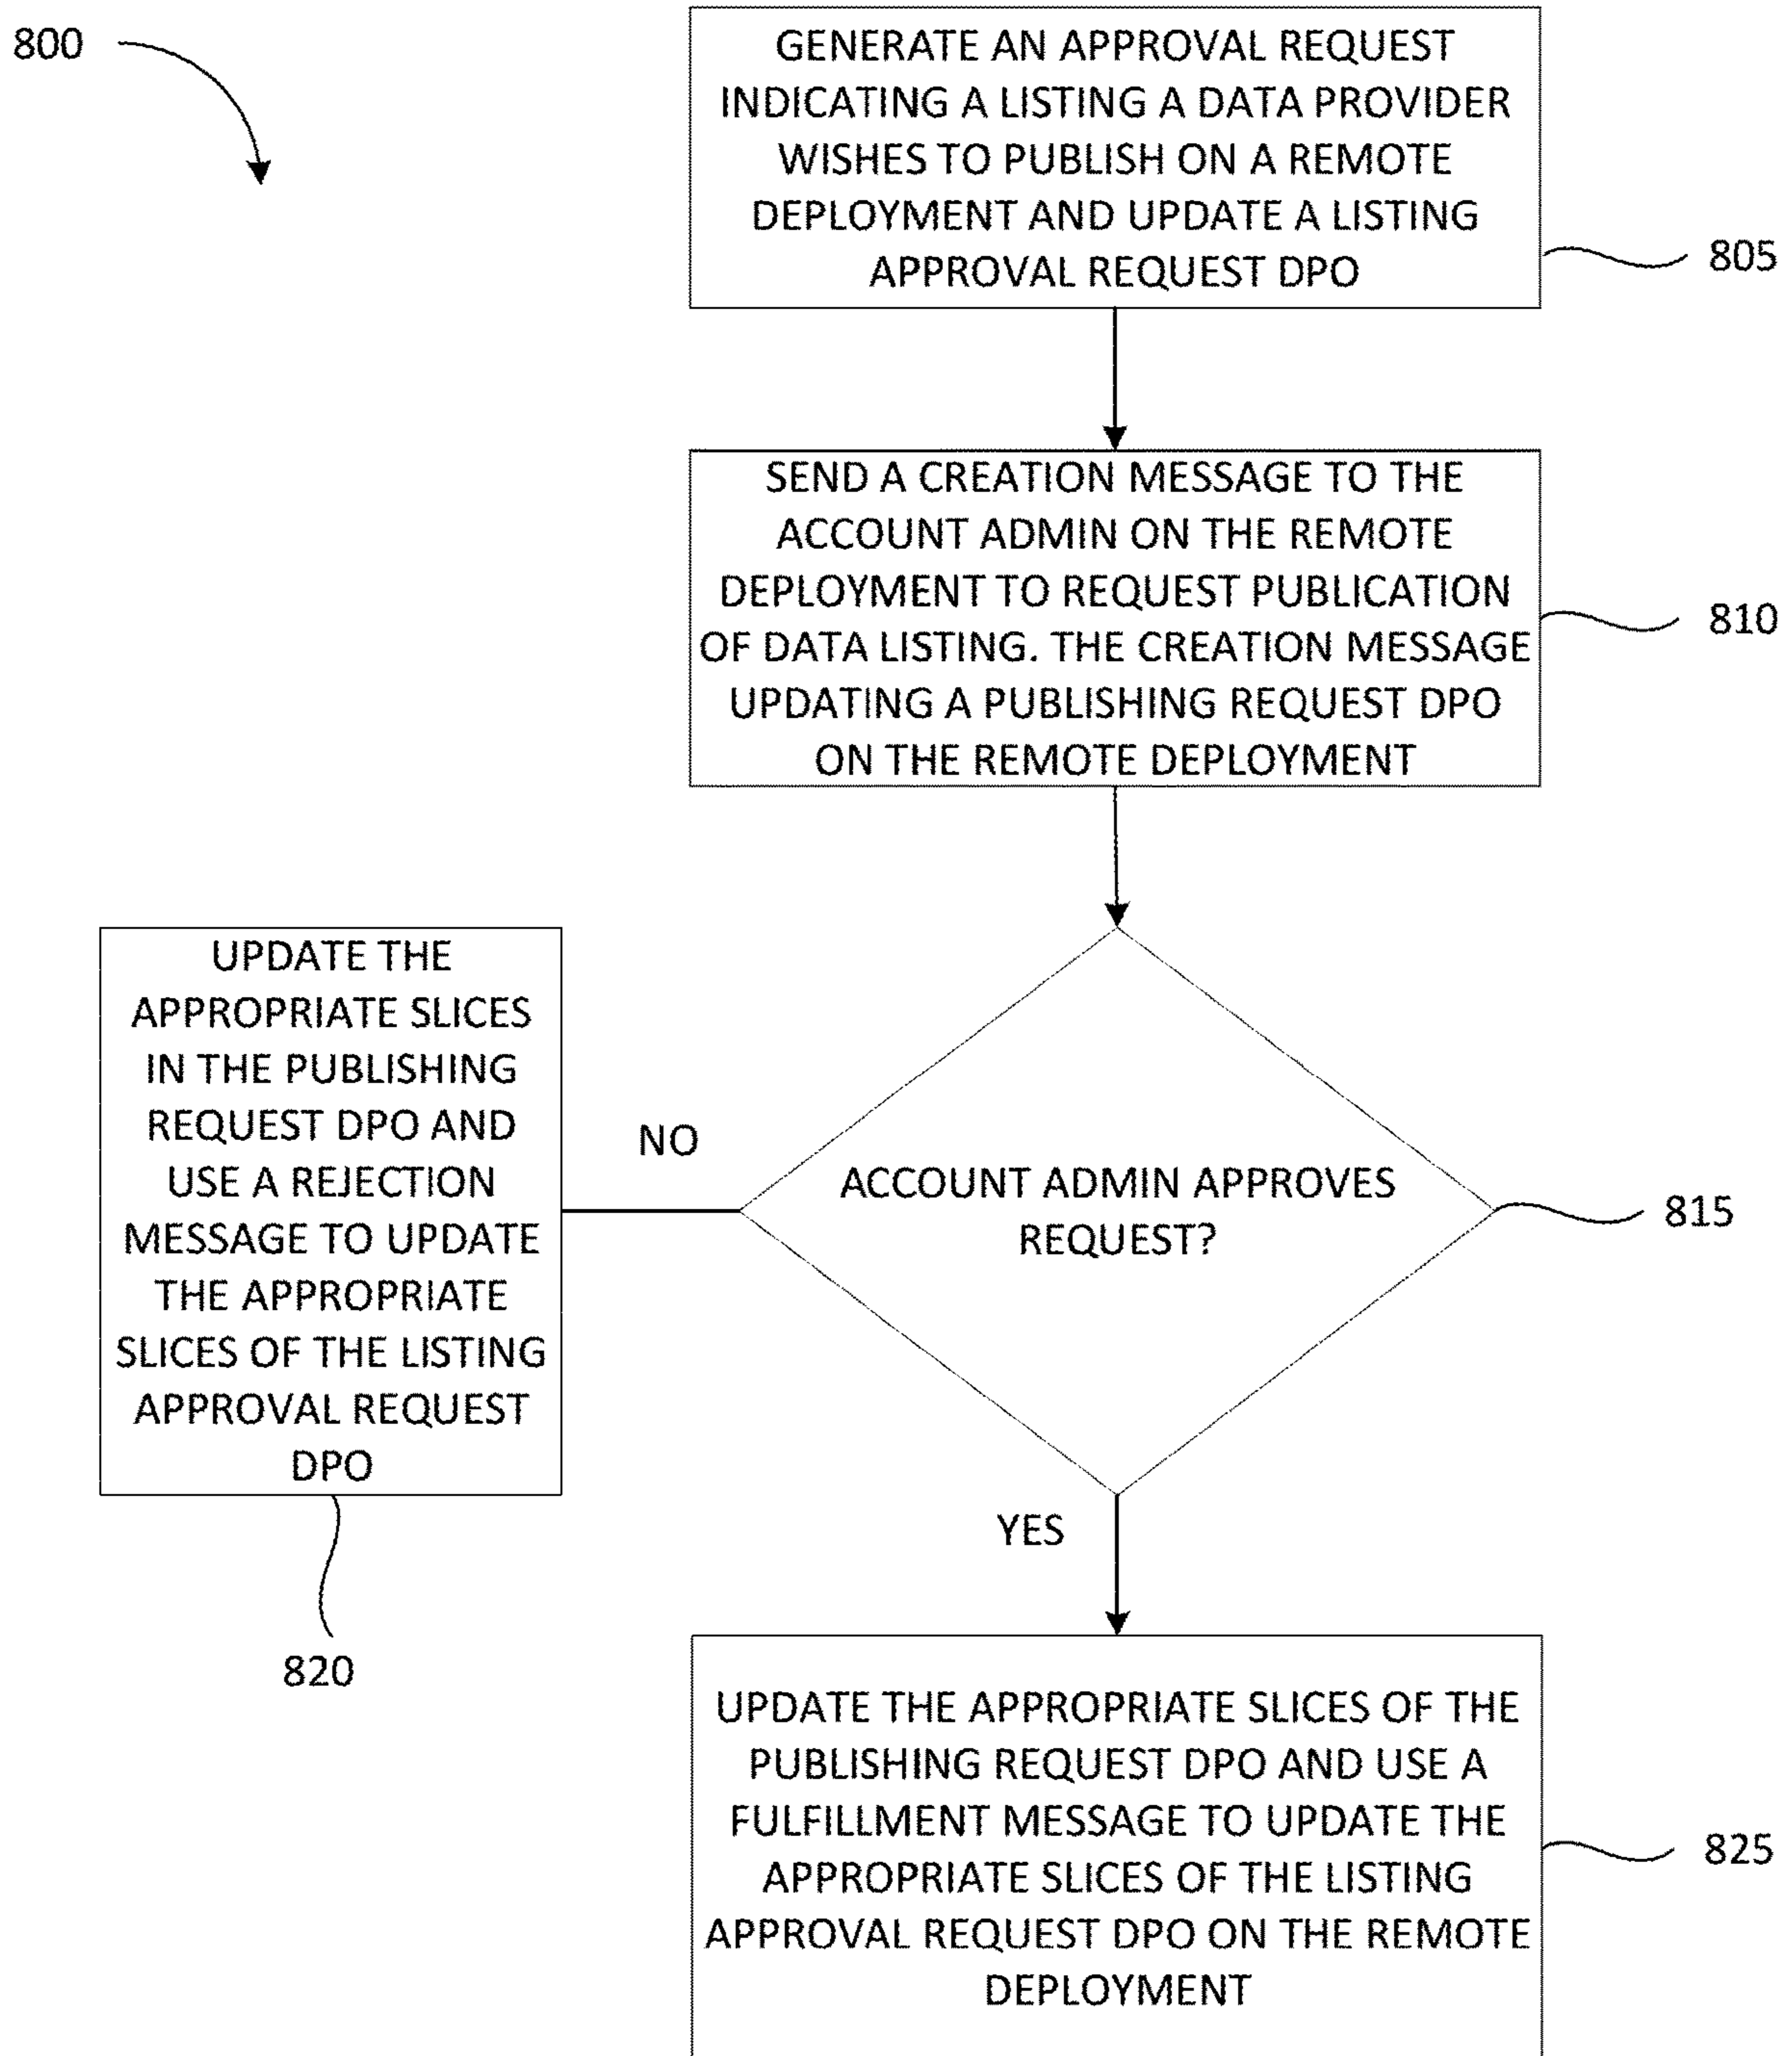 800
GENERATE AN APPROVAL REQUEST
INDICATING A LISTING A DATA PROVIDER
WISHES TO PUBLISH ON A REMOTE
DEPLOYMENT AND UPDATE A LISTING
APPROVAL REQUEST DPO
805
SEND A CREATION MESSAGE TO THE
ACCOUNT ADMIN ON THE REMOTE
DEPLOYMENT TO REQUEST PUBLICATION
OF DATA LISTING. THE CREATION MESSAGE
UPDATING A PUBLISHING REQUEST DPO
ON THE REMOTE DEPLOYMENT
810
ACCOUNT ADMIN APPROVES
REQUEST?
815
NO
UPDATE THE
APPROPRIATE SLICES
IN THE PUBLISHING
REQUEST DPO AND
USE A REJECTION
MESSAGE TO UPDATE
THE APPROPRIATE
SLICES OF THE LISTING
APPROVAL REQUEST
DPO
820
YES
UPDATE THE APPROPRIATE SLICES OF THE
PUBLISHING REQUEST DPO AND USE A
FULFILLMENT MESSAGE TO UPDATE THE
APPROPRIATE SLICES OF THE LISTING
APPROVAL REQUEST DPO ON THE REMOTE
DEPLOYMENT
825